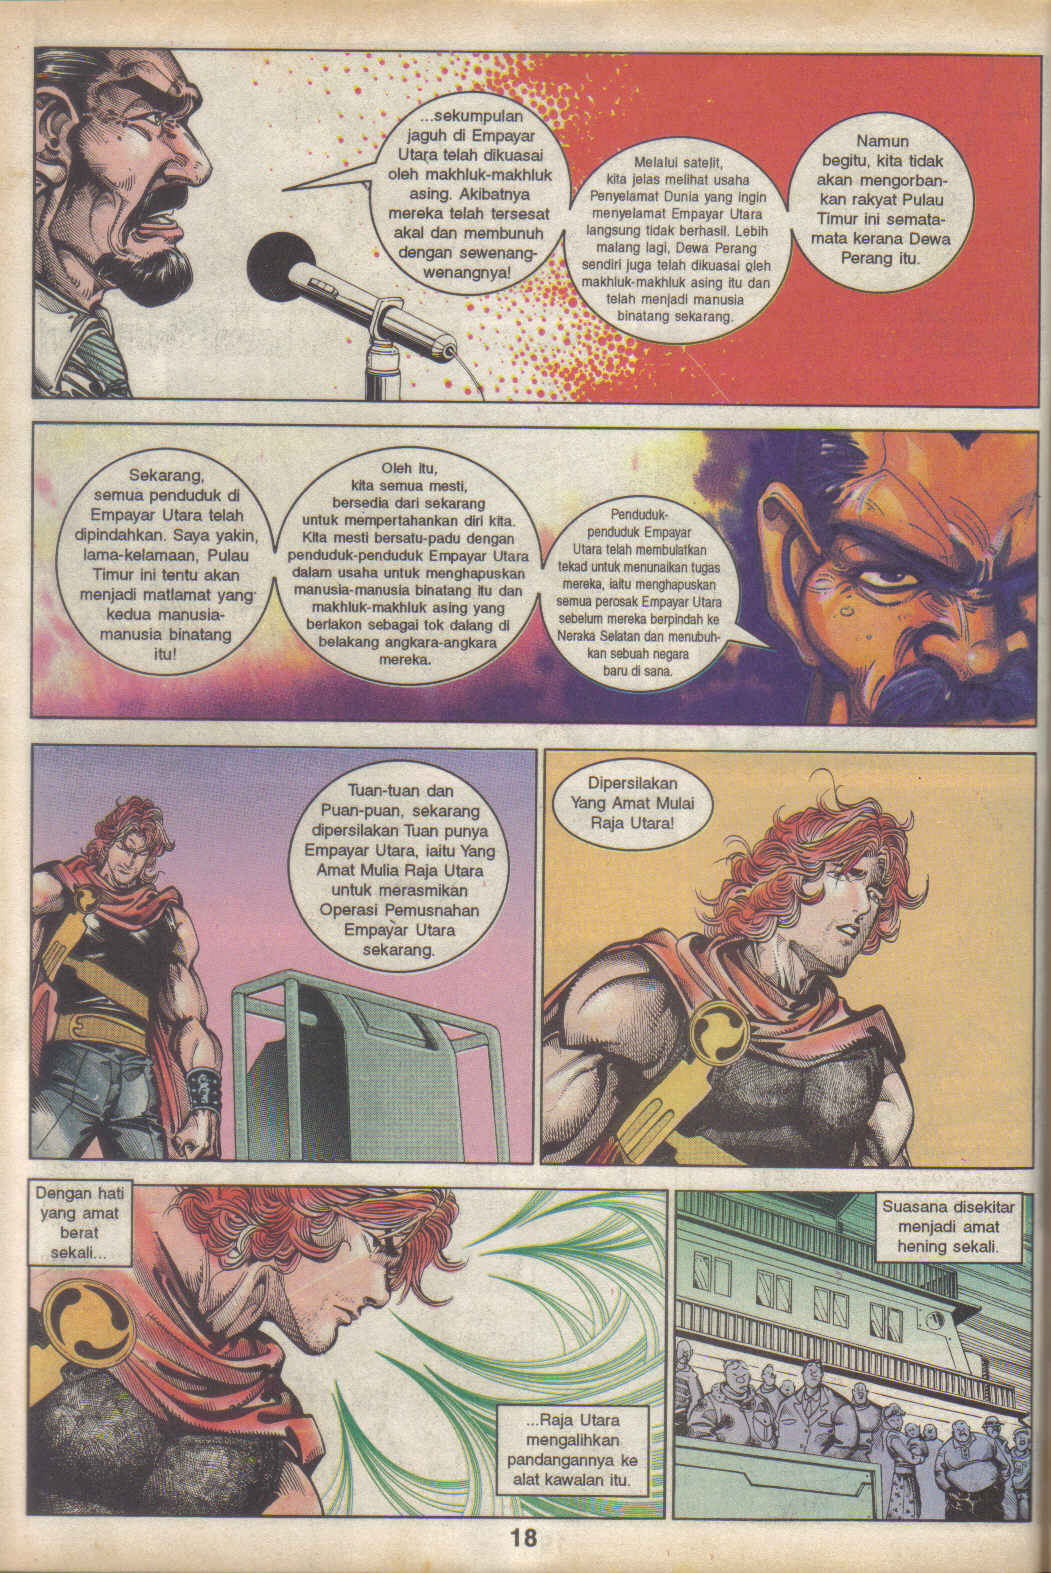 ...sekumpulan
jaguh di Empayar
Utara telah dikuasai
oleh makhluk-makhluk
asing. Akibatnya
mereka telah tersesat
akal dan membunuh
dengan sewenang-
wenangnya!
Melalui satelit,
kita jelas melihat usaha
Penyelamat Dunia yang ingin
menyelamat Empayar Utara
langsung tidak berhasil. Lebih
malang lagi, Dewa Perang
sendiri juga telah dikuasai oleh
makhluk-makhluk asing itu dan
telah menjadi manusia
binatang sekarang.
Namun
begitu, kita tidak
akan mengorban-
kan rakyat Pulau
Timur ini semata-
mata kerana Dewa
Perang itu.
Sekarang,
semua penduduk di
Empayar Utara telah
dipindahkan. Saya yakin,
lama-kelamaan, Pulau
Timur ini tentu akan
menjadi matlamat yang
kedua manusia-
manusia binatang
itu!
Oleh itu,
kita semua mesti,
bersedia dari sekarang
untuk mempertahankan diri kita.
Kita mesti bersatu-padu dengan
penduduk-penduduk Empayar Utara
dalam usaha untuk menghapuskan
manusia-manusia binatang itu dan
makhluk-makhluk asing yang
berlakon sebagai tok dalang di
belakang angkara-angkara
mereka.
Penduduk-
penduduk Empayar
Utara telah membulatkan
tekad untuk menunaikan tugas
mereka, iaitu menghapuskan
semua perosak Empayar Utara
sebelum mereka berpindah ke
Neraka Selatan dan menubuh-
kan sebuah negara
baru di sana.
Tuan-tuan dan
Puan-puan, sekarang
dipersilakan Tuan punya
Empayar Utara, iaitu Yang
Amat Mulia Raja Utara
untuk merasmikan
Operasi Pemusnahan
Empayar Utara
sekarang.
Dipersilakan
Yang Amat Mulai
Raja Utara!
Dengan hati
yang amat
berat
sekali...
...Raja Utara
mengalihkan
pandangannya ke
alat kawalan itu.
Suasana disekitar
menjadi amat
hening sekali.
18